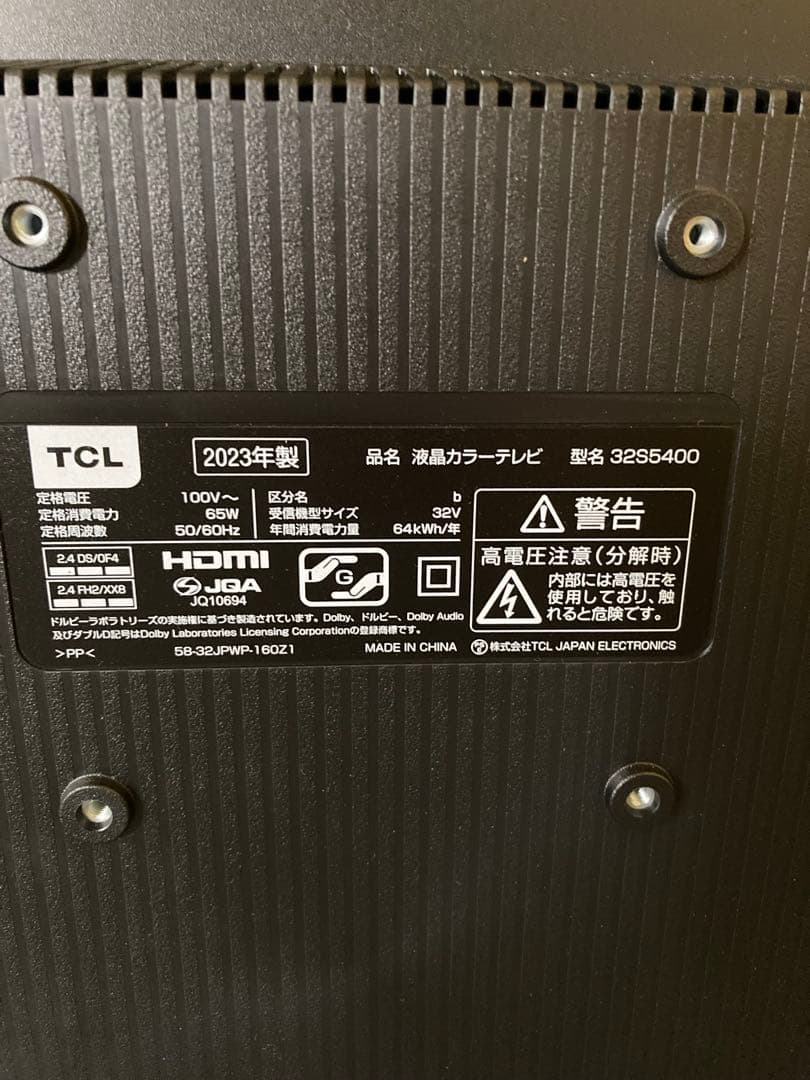 TCL
2023年製
品名 液晶カラーテレビ 型名 32S5400
定格電圧 100V～
定格消費電力 65W
定格周波数 50/60Hz
区分名 b
受信機型サイズ 32V
年間消費電力量 64kWh/年
警告
高電圧注意(分解時)
内部には高電圧を
使用しており、触
れると危険です。
2.4 DS/0F4
2.4 FH2/XXB
HDMI
JQA
JQ10694
G
ドルビーラボラトリーズの実施権に基づき製造されています。Dolby、ドルビー、Dolby Audio
及びダブルD記号はDolby Laboratories Licensing Corporationの登録商標です。
>PP< 58-32JPWP-160Z1 MADE IN CHINA 株式会社TCL JAPAN ELECTRONICS